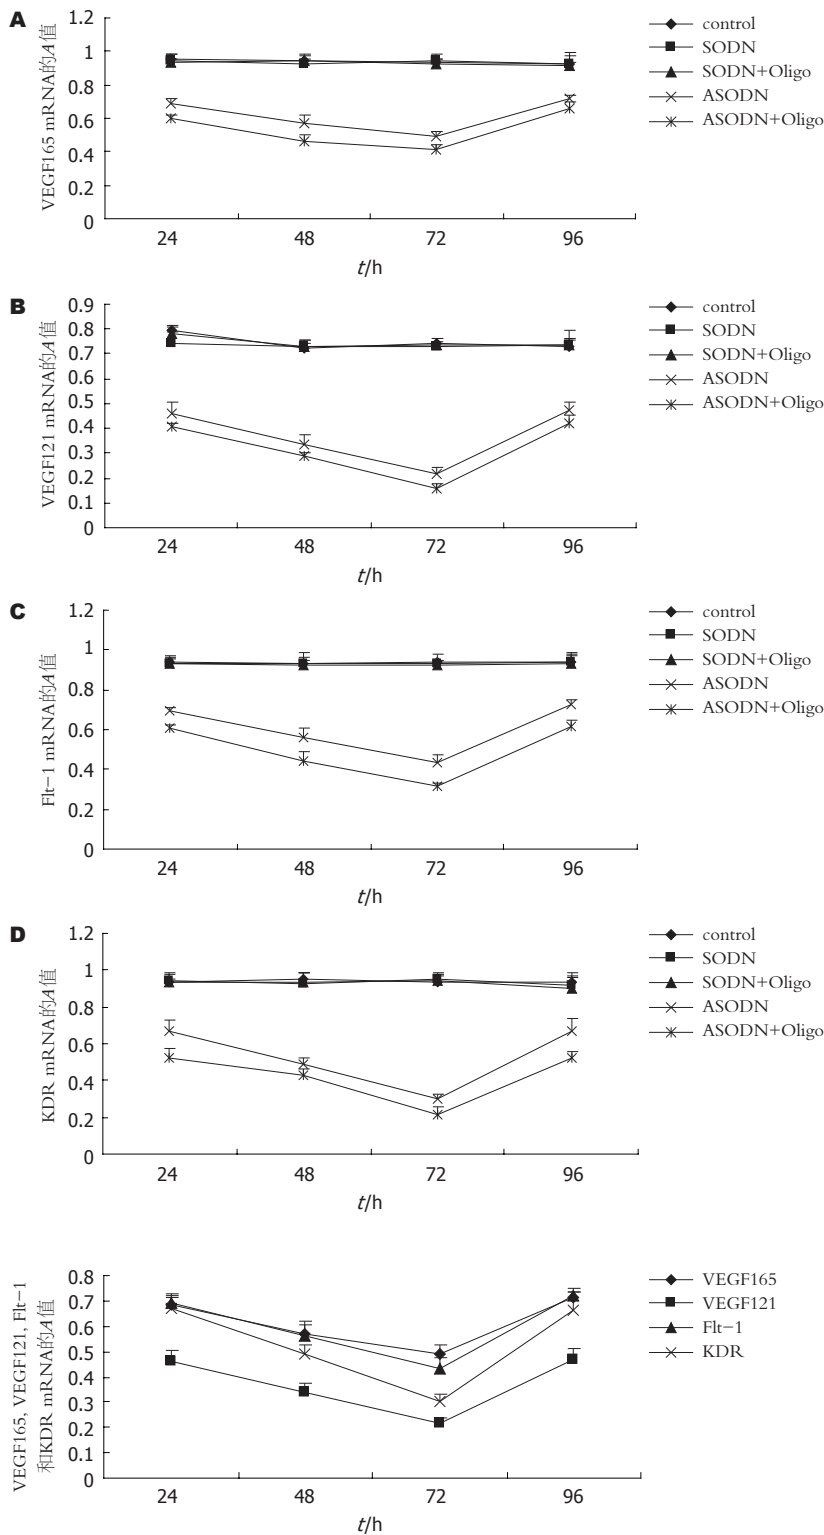 A
VEGF165 mRNA的A值
1.2
1
0.8
0.6
0.4
0.2
0
24 48 72 96
t/h
control
SODN
SODN+Oligo
ASODN
ASODN+Oligo
B
VEGF121 mRNA的A值
0.9
0.8
0.7
0.6
0.5
0.4
0.3
0.2
0.1
0
24 48 72 96
t/h
control
SODN
SODN+Oligo
ASODN
ASODN+Oligo
C
Flt-1 mRNA的A值
1.2
1
0.8
0.6
0.4
0.2
0
24 48 72 96
t/h
control
SODN
SODN+Oligo
ASODN
ASODN+Oligo
D
KDR mRNA的A值
1.2
1
0.8
0.6
0.4
0.2
0
24 48 72 96
t/h
control
SODN
SODN+Oligo
ASODN
ASODN+Oligo
VEGF165, VEGF121, Flt-1
和KDR mRNA的A值
0.8
0.7
0.6
0.5
0.4
0.3
0.2
0.1
0
24 48 72 96
t/h
VEGF165
VEGF121
Flt-1
KDR